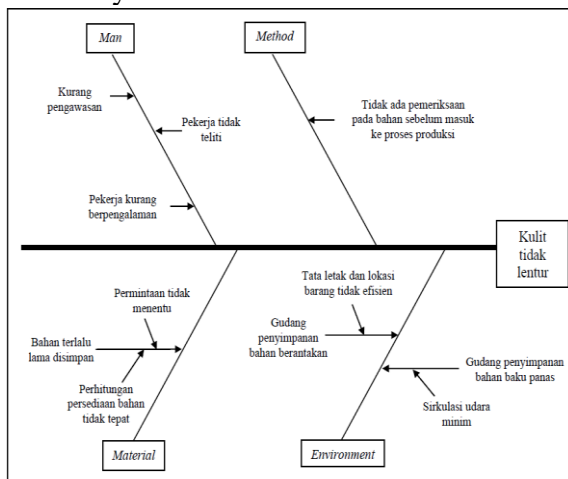 Man
Method
Kurang
pengawasan
Pekerja tidak
teliti
Pekerja kurang
berpengalaman
Tidak ada pemeriksaan
pada bahan sebelum masuk
ke proses produksi
Kulit
tidak
lentur
Permintaan tidak
menentu
Bahan terlalu
lama disimpan
Perhitungan
persediaan bahan
tidak tepat
Tata letak dan lokasi
barang tidak efisien
Gudang
penyimpanan
bahan berantakan
Gudang penyimpanan
bahan baku panas
Sirkulasi udara
minim
Material
Environment